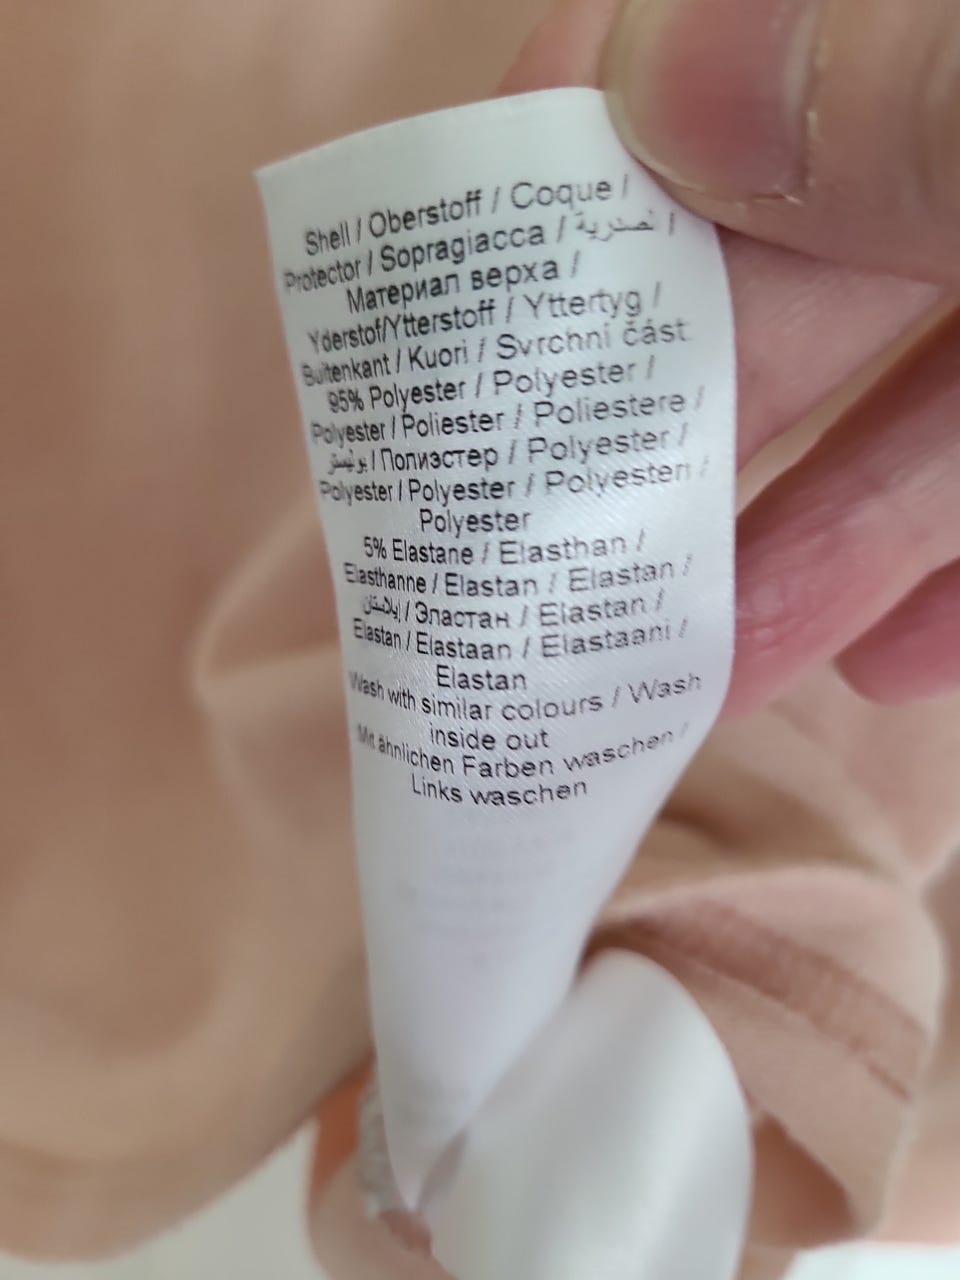 Shell / Oberstoff / Coque /
Protector / Sopragiacca / الصدرية /
Материал верха /
Yderstof/Ytterstoff / Yttertyg /
Buitenkant / Kuori / Svrchní část
95% Polyester / Polyester /
Polyester / Poliester / Poliestere /
بوليستر / Полиэстер / Polyester /
Polyester / Polyester / Polyesteri /
Polyester
5% Elastane / Elasthan /
Elasthanne / Elastan / Elastan /
إيلاستان / Эластан / Elastan /
Elastan / Elastaan / Elastaani /
Elastan
Wash with similar colours / Wash
inside out
Mit ähnlichen Farben waschen /
Links waschen